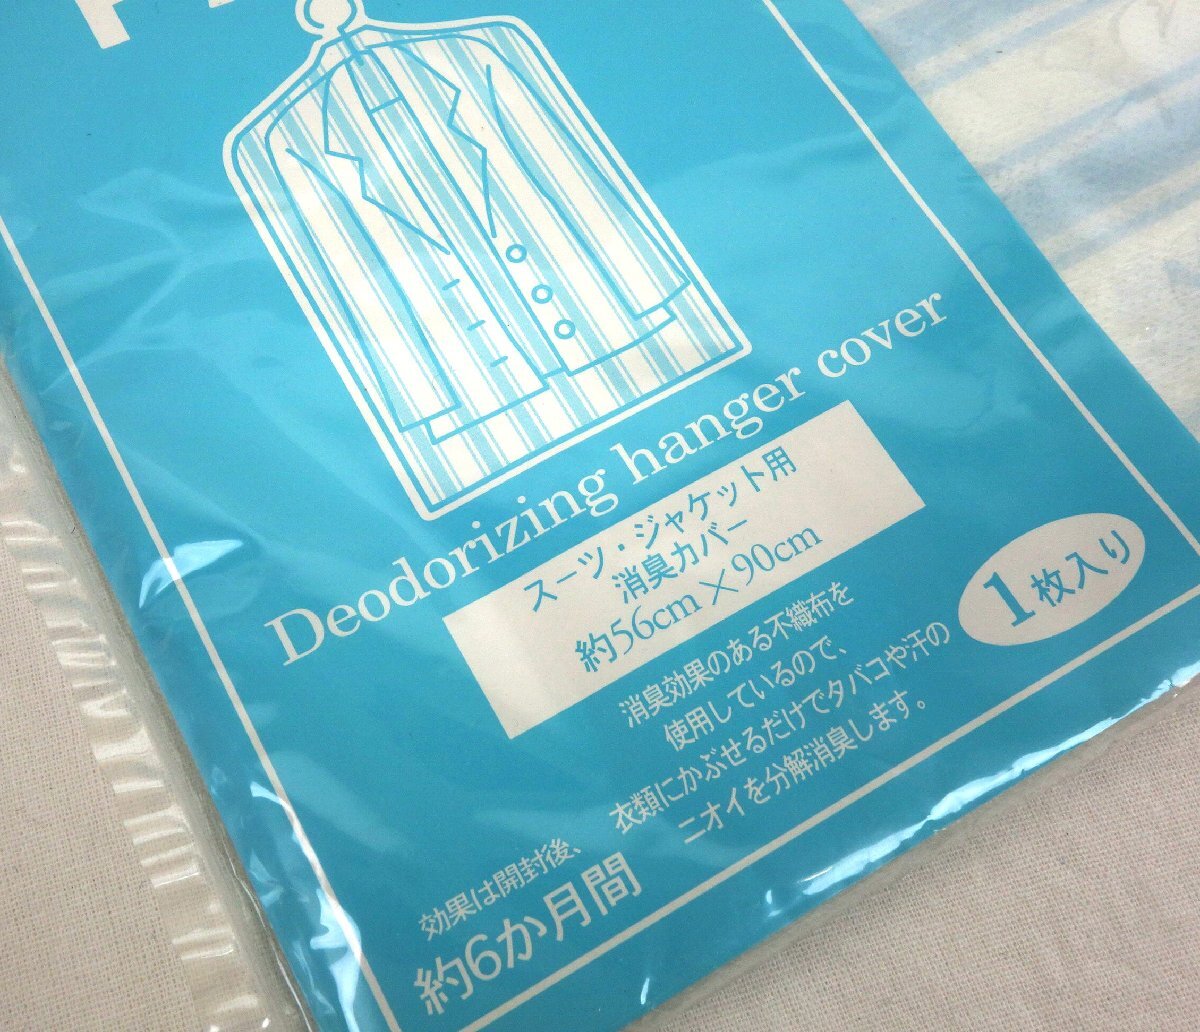 Deodorizing hanger cover
スーツ・ジャケット用
消臭カバー
約56cm×90cm
1枚入り
消臭効果のある不織布を
使用しているので、
衣類にかぶせるだけでタバコや汗の
ニオイを分解消臭します。
効果は開封後、
約6か月間